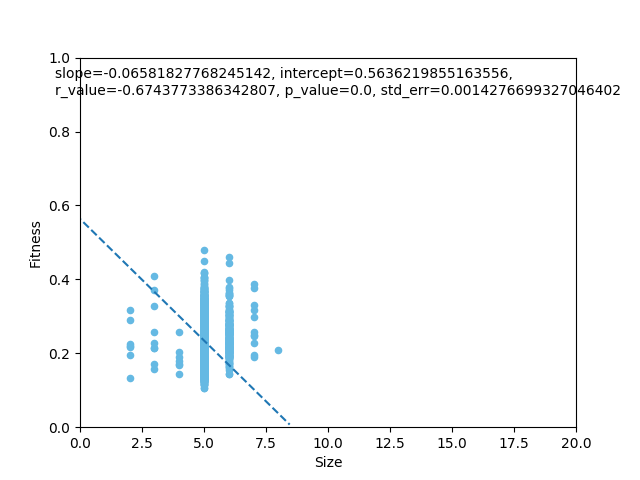 slope=-0.06581827768245142, intercept=0.5636219855163556,
r_value=-0.6743773386342807, p_value=0.0, std_err=0.0014276699327046402
1.0
0.8
0.6
0.4
0.2
0.0
Fitness
0.0 2.5 5.0 7.5 10.0 12.5 15.0 17.5 20.0
Size